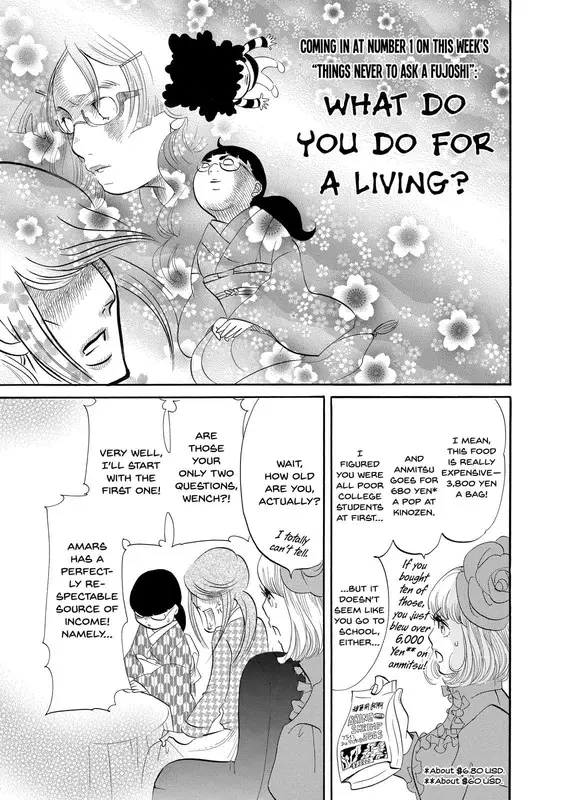 COMING IN AT NUMBER 1 ON THIS WEEK'S
"THINGS NEVER TO ASK A FUJOSHI":
WHAT DO
YOU DO FOR
A LIVING?
I MEAN,
THIS FOOD
IS REALLY
EXPENSIVE—
3,800 YEN
A BAG!
AND
ANMITSU
GOES FOR
680 YEN*
A POP AT
KINOZEN.
I
FIGURED
YOU WERE
ALL POOR
COLLEGE
STUDENTS
AT FIRST...
If you
bought
ten of
those,
you just
blew over
6,000
Yen** on
anmitsu!
...BUT IT
DOESN'T
SEEM LIKE
YOU GO TO
SCHOOL,
EITHER...
BRINE
SHRIMP
EGGS
*About $6.80 USD.
**About $60 USD.
WAIT,
HOW OLD
ARE YOU,
ACTUALLY?
I totally
can't tell.
ARE
THOSE
YOUR
ONLY TWO
QUESTIONS,
WENCH?!
VERY WELL,
I'LL START
WITH THE
FIRST ONE!
AMARS
HAS A
PERFECT-
LY RE-
SPECTABLE
SOURCE OF
INCOME!
NAMELY...